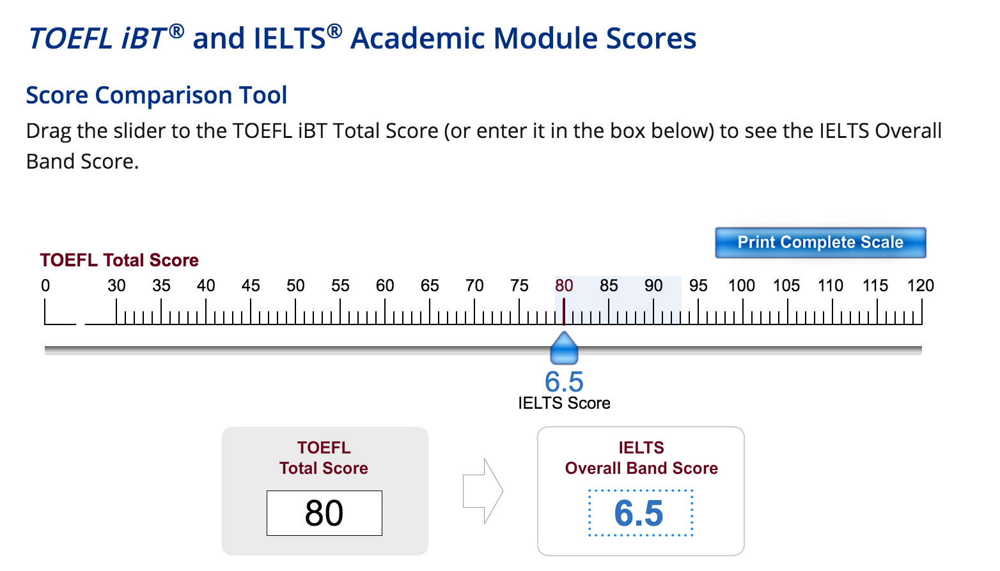 TOEFL iBT® and IELTS® Academic Module Scores
Score Comparison Tool
Drag the slider to the TOEFL iBT Total Score (or enter it in the box below) to see the IELTS Overall
Band Score.
Print Complete Scale
TOEFL Total Score
0 30 35 40 45 50 55 60 65 70 75 80 85 90 95 100 105 110 115 120
6.5
IELTS Score
TOEFL
Total Score
80
IELTS
Overall Band Score
6.5